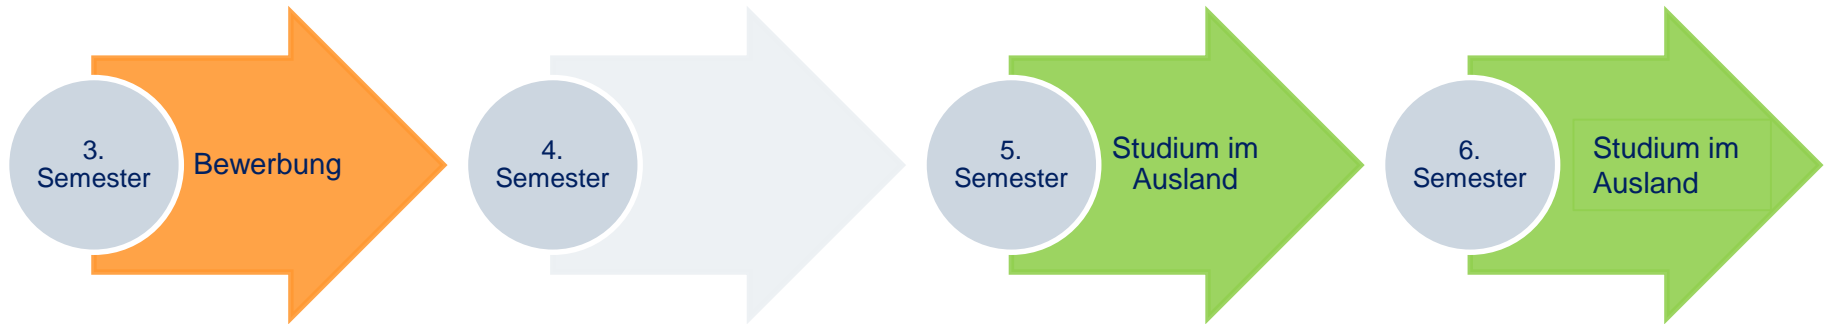 3.
Semester
Bewerbung
4.
Semester
5.
Semester
Studium im
Ausland
6.
Semester
Studium im
Ausland